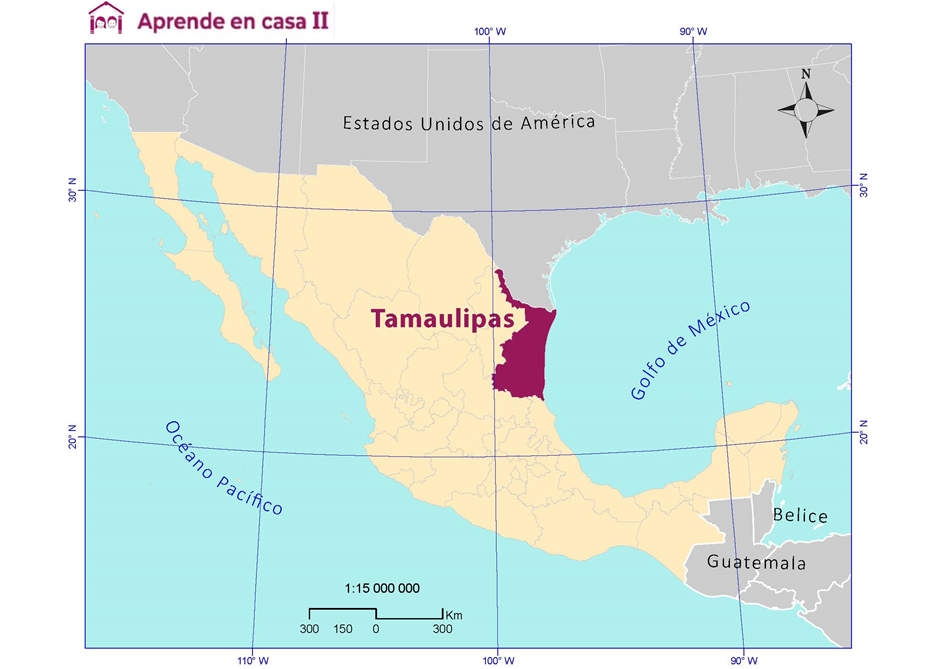 Aprende en casa II
100° W
90° W
N
Estados Unidos de América
30° N
30° N
Tamaulipas
Golfo de México
20° N
20° N
Océano Pacífico
Belice
Guatemala
1:15 000 000
Km
300 150 0 300
110° W
100° W
90° W